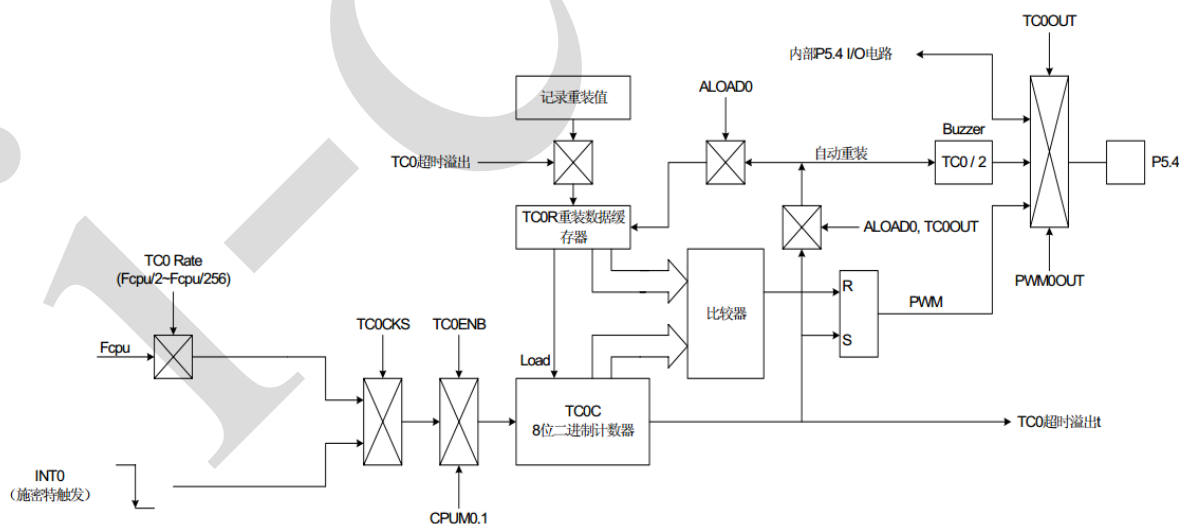 TC0OUT
内部P5.4 I/O电路
记录重装值
ALOAD0
Buzzer
TC0超时溢出
自动重装
TC0 / 2
P5.4
TC0R重装数据缓
存器
ALOAD0, TC0OUT
TC0 Rate
(Fcpu/2~Fcpu/256)
PWM0OUT
R
PWM
比较器
TC0CKS
TC0ENB
S
Fcpu
Load
TC0C
8位二进制计数器
TC0超时溢出t
INT0
（施密特触发）
CPUM0.1